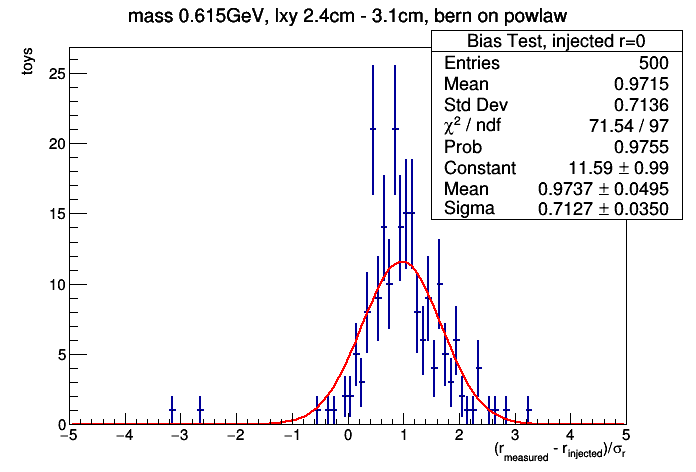 mass 0.615GeV, lxy 2.4cm - 3.1cm, bern on powlaw
toys
Bias Test, injected r=0
Entries 500
Mean 0.9715
Std Dev 0.7136
χ² / ndf 71.54 / 97
Prob 0.9755
Constant 11.59 ± 0.99
Mean 0.9737 ± 0.0495
Sigma 0.7127 ± 0.0350
25
20
15
10
5
0
−5 −4 −3 −2 −1 0 1 2 3 4 5
(r_measured - r_injected)/σ_r